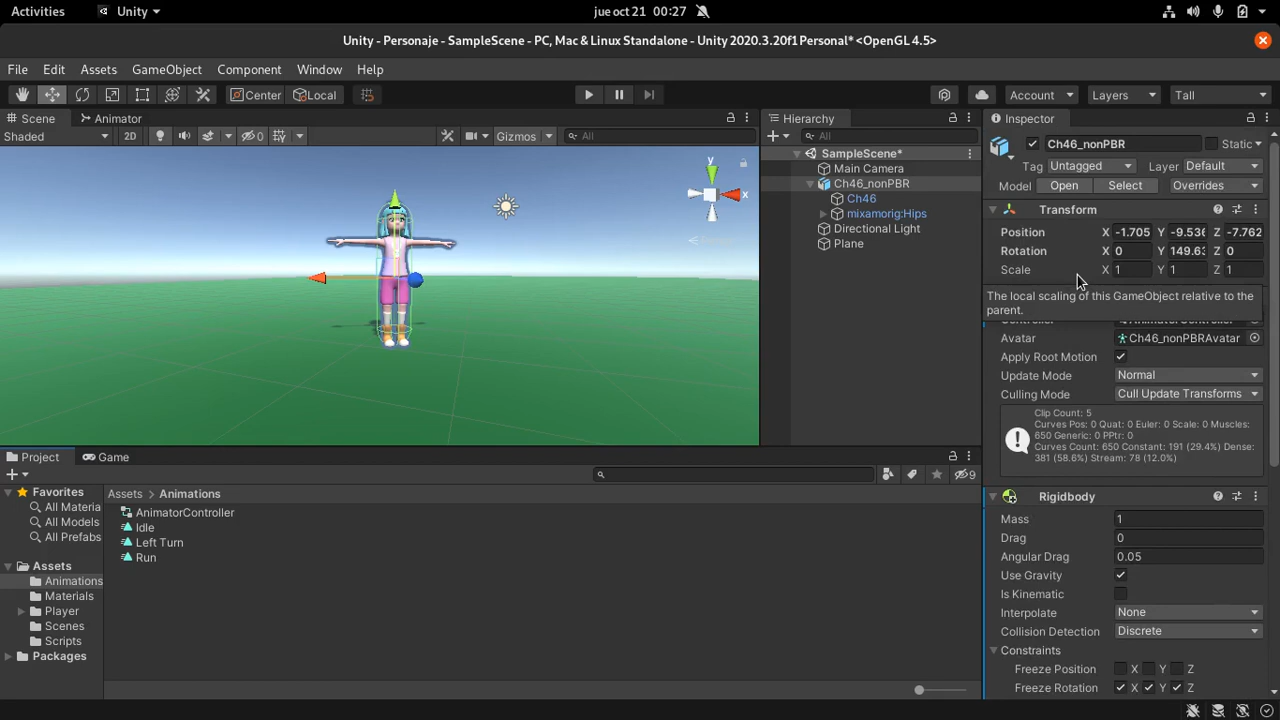 Activities Unity jue oct 21 00:27
Unity - Personaje - SampleScene - PC, Mac & Linux Standalone - Unity 2020.3.20f1 Personal* <OpenGL 4.5>
File Edit Assets GameObject Component Window Help
Center Local Account Layers Tall
Scene Animator
Shaded 2D 0 Gizmos All
y
x
Hierarchy
All
SampleScene*
Main Camera
Ch46_nonPBR
Ch46
mixamorig:Hips
Directional Light
Plane
Inspector
Ch46_nonPBR Static
Tag Untagged Layer Default
Model Open Select Overrides
Transform
Position X -1.705 Y -9.536 Z -7.762
Rotation X 0 Y 149.63 Z 0
Scale X 1 Y 1 Z 1
The local scaling of this GameObject relative to the
parent.
Avatar Ch46_nonPBRAvatar
Apply Root Motion
Update Mode Normal
Culling Mode Cull Update Transforms
Clip Count: 5
Curves Pos: 0 Quat: 0 Euler: 0 Scale: 0 Muscles:
650 Generic: 0 PPtr: 0
Curves Count: 650 Constant: 191 (29.4%) Dense:
381 (58.6%) Stream: 78 (12.0%)
Rigidbody
Mass 1
Drag 0
Angular Drag 0.05
Use Gravity
Is Kinematic
Interpolate None
Collision Detection Discrete
Constraints
Freeze Position X Y Z
Freeze Rotation X Y Z
Project Game
9
Favorites
All Materia
All Models
All Prefabs
Assets
Animations
Materials
Player
Scenes
Scripts
Packages
Assets > Animations
AnimatorController
Idle
Left Turn
Run